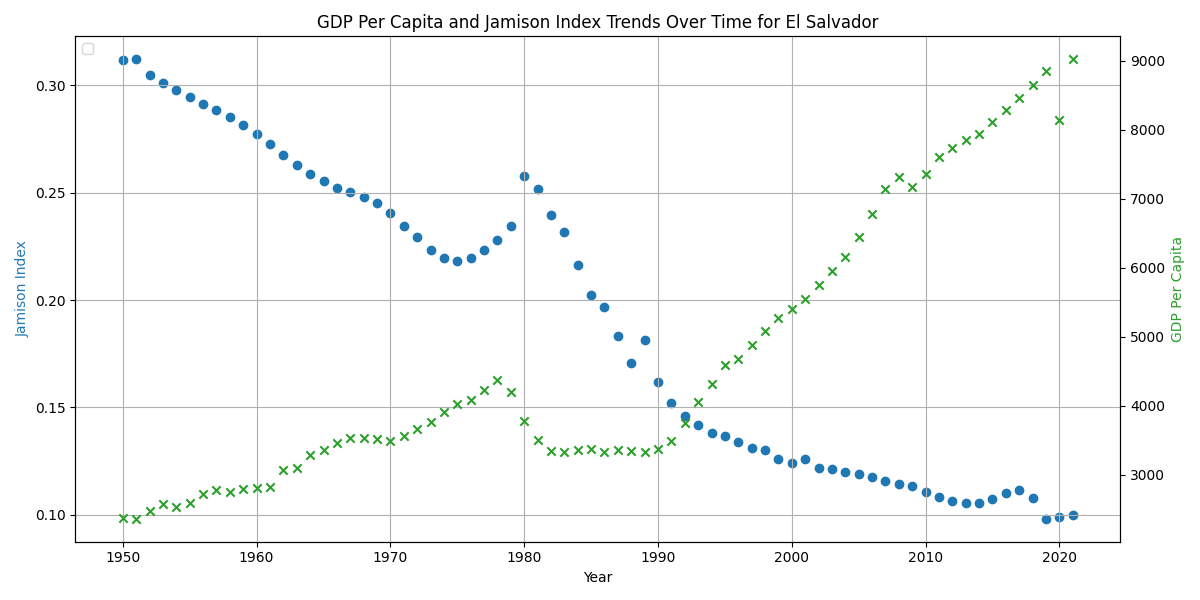 GDP Per Capita and Jamison Index Trends Over Time for El Salvador
Jamison Index
0.30
0.25
0.20
0.15
0.10
9000
8000
7000
6000
5000
4000
3000
GDP Per Capita
1950 1960 1970 1980 1990 2000 2010 2020
Year